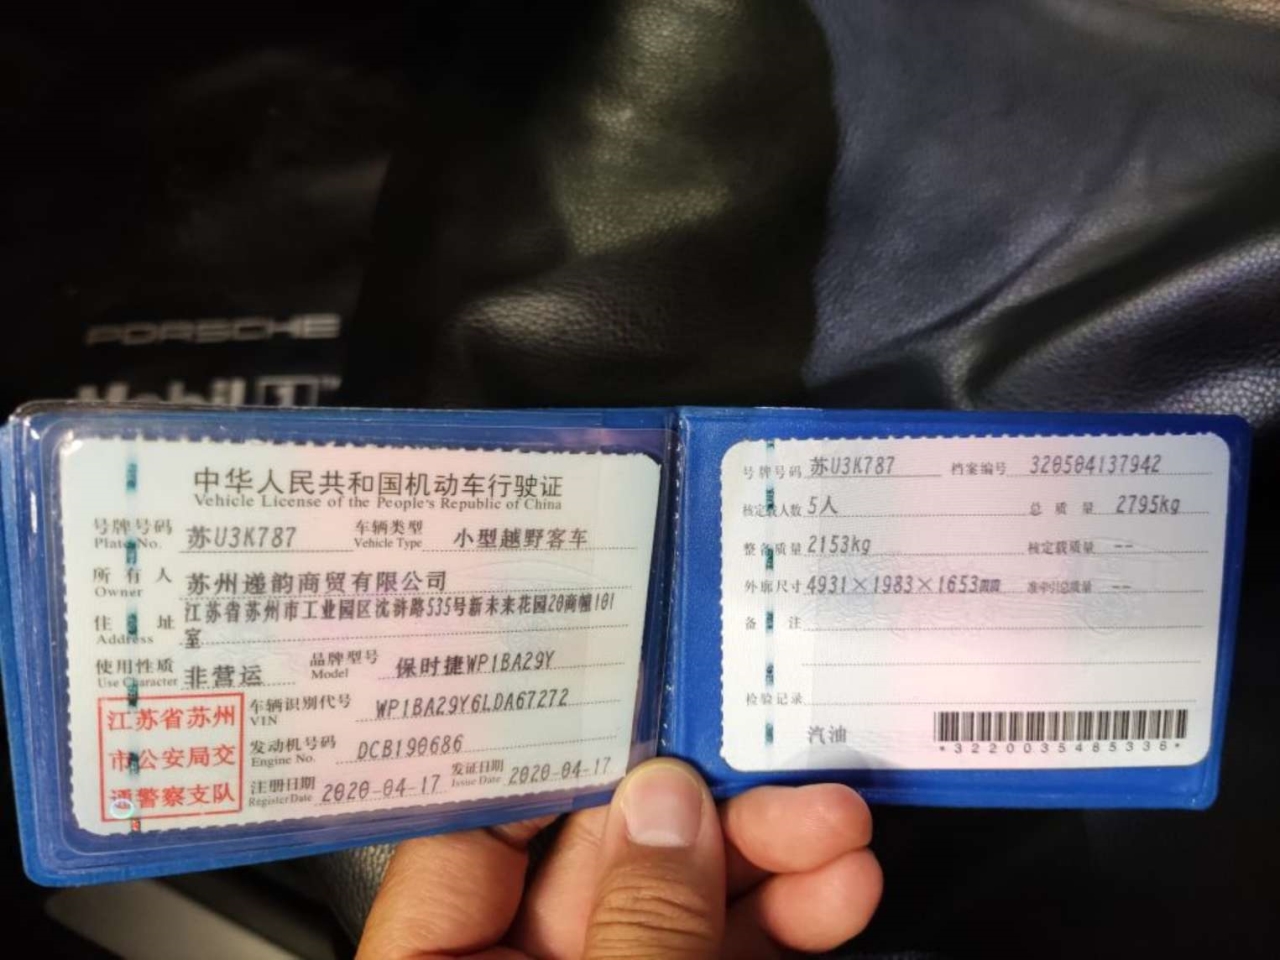 PORSCHE
Mobil 1
中华人民共和国机动车行驶证
Vehicle License of the People's Republic of China
号牌号码 苏U3K787 车辆类型 小型越野客车
Plate No. Vehicle Type
所有人 苏州递韵商贸有限公司
Owner
住址 江苏省苏州市工业园区沈浒路535号新未来花园20商幢101
Address 室
使用性质 非营运 品牌型号 保时捷WP1BA29Y
Use Character Model
江苏省苏州
市公安局交
通警察支队
车辆识别代号 WP1BA29Y6LDA67272
VIN
发动机号码 DCB190686
Engine No.
注册日期 2020-04-17 发证日期 2020-04-17
Register Date Issue Date
号牌号码 苏U3K787 档案编号 320504137942
核定载人数 5人 总质量 2795kg
整备质量 2153kg 核定载质量 --
外廓尺寸 4931×1983×1653 准牵引总质量 --
备注
检验记录
汽油
*3220035485336*